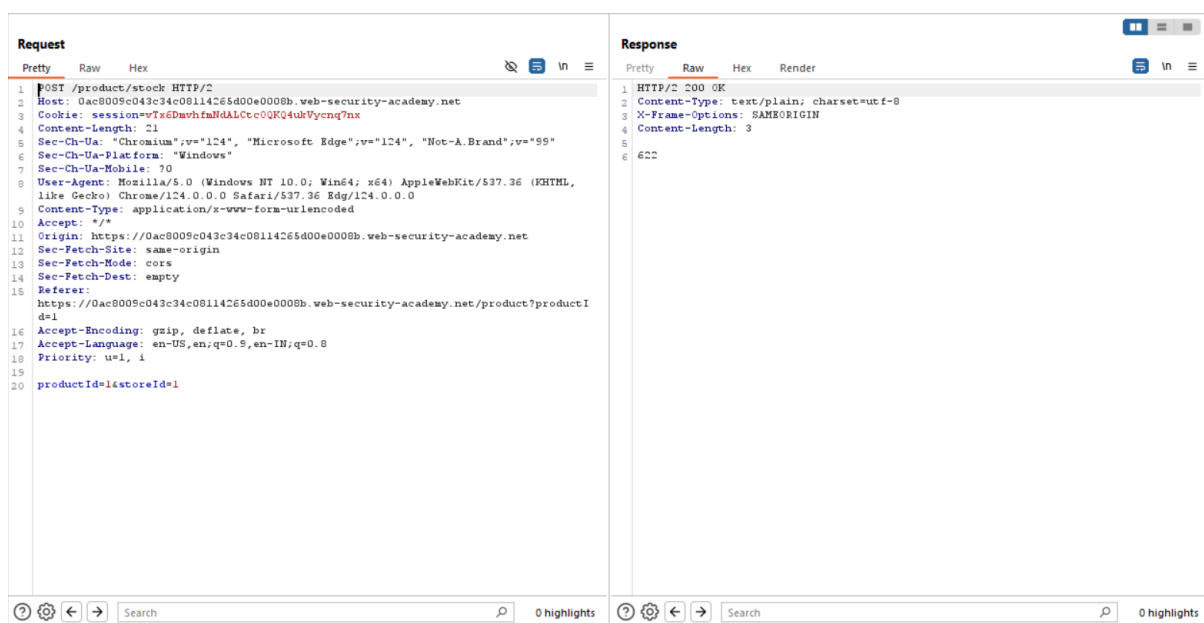 Request
Pretty Raw Hex \n
1 POST /product/stock HTTP/2
2 Host: 0ac8009c043c34c08114265d00e0008b.web-security-academy.net
3 Cookie: session=vTx6DmvhfmNdALCtc0QKQ4ukVycnq7nx
4 Content-Length: 21
5 Sec-Ch-Ua: "Chromium";v="124", "Microsoft Edge";v="124", "Not-A.Brand";v="99"
6 Sec-Ch-Ua-Platform: "Windows"
7 Sec-Ch-Ua-Mobile: ?0
8 User-Agent: Mozilla/5.0 (Windows NT 10.0; Win64; x64) AppleWebKit/537.36 (KHTML,
like Gecko) Chrome/124.0.0.0 Safari/537.36 Edg/124.0.0.0
9 Content-Type: application/x-www-form-urlencoded
10 Accept: */*
11 Origin: https://0ac8009c043c34c08114265d00e0008b.web-security-academy.net
12 Sec-Fetch-Site: same-origin
13 Sec-Fetch-Mode: cors
14 Sec-Fetch-Dest: empty
15 Referer:
https://0ac8009c043c34c08114265d00e0008b.web-security-academy.net/product?productI
d=1
16 Accept-Encoding: gzip, deflate, br
17 Accept-Language: en-US,en;q=0.9,en-IN;q=0.8
18 Priority: u=1, i
19
20 productId=1&storeId=1
Search 0 highlights
Response
Pretty Raw Hex Render \n
1 HTTP/2 200 OK
2 Content-Type: text/plain; charset=utf-8
3 X-Frame-Options: SAMEORIGIN
4 Content-Length: 3
5
6 622
Search 0 highlights